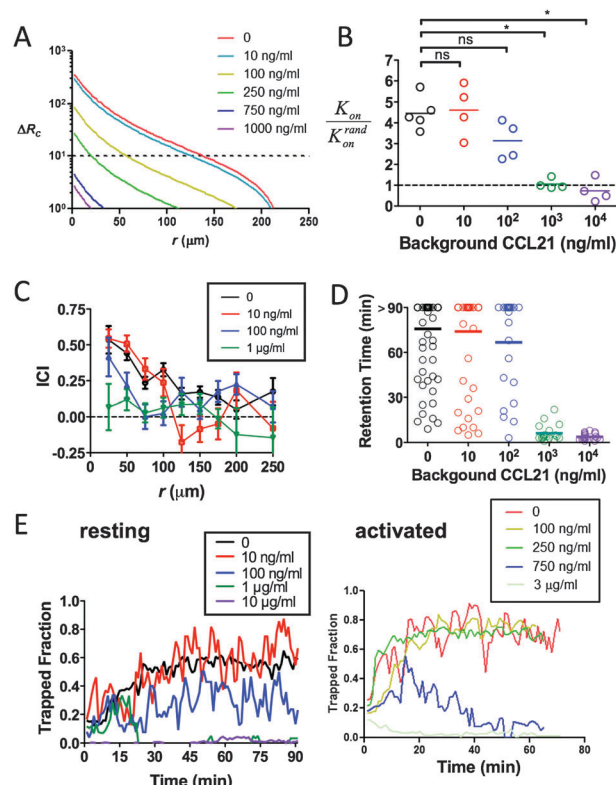 A
0
10 ng/ml
100 ng/ml
250 ng/ml
750 ng/ml
1000 ng/ml
10³
10²
10¹
10⁰
ΔR_C
0 50 100 150 200 250
r (μm)
B
*
*
ns
ns
K_on
K_on^rand
7
6
5
4
3
2
1
0
0 10 10² 10³ 10⁴
Background CCL21 (ng/ml)
C
0
10 ng/ml
100 ng/ml
1 μg/ml
ICI
0.75
0.50
0.25
0.00
-0.25
0 50 100 150 200 250
r (μm)
D
Retention Time (min)
>90
60
30
0
0 10 10² 10³ 10⁴
Backgound CCL21 (ng/ml)
E
resting
0
10 ng/ml
100 ng/ml
1 μg/ml
10 μg/ml
Trapped Fraction
1.0
0.8
0.6
0.4
0.2
0.0
0 15 30 45 60 75 90
Time (min)
activated
0
100 ng/ml
250 ng/ml
750 ng/ml
3 μg/ml
Trapped Fraction
1.0
0.8
0.6
0.4
0.2
0.0
0 20 40 60 80
Time (min)